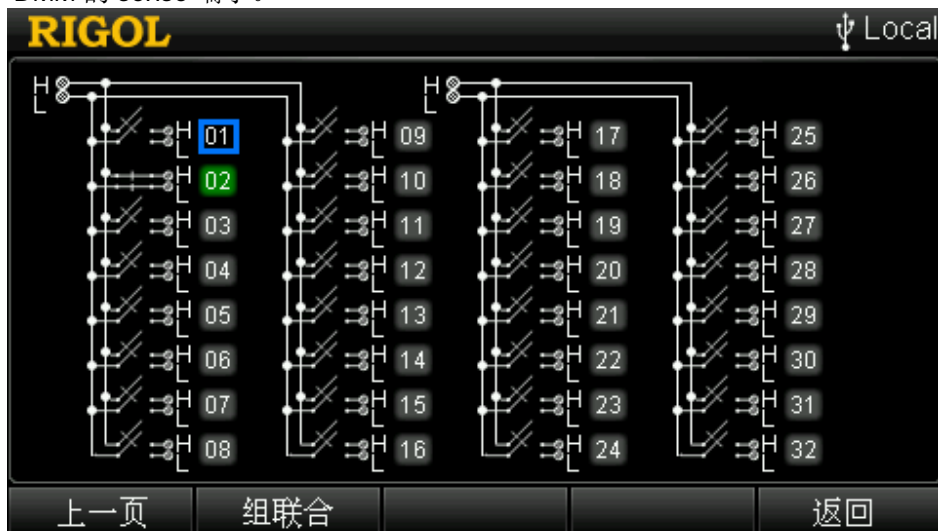 RIGOL Local
H H
L L
H 01 H 09 H 17 H 25
L L L L
H 02 H 10 H 18 H 26
L L L L
H 03 H 11 H 19 H 27
L L L L
H 04 H 12 H 20 H 28
L L L L
H 05 H 13 H 21 H 29
L L L L
H 06 H 14 H 22 H 30
L L L L
H 07 H 15 H 23 H 31
L L L L
H 08 H 16 H 24 H 32
L L L L
上一页 组联合 返回